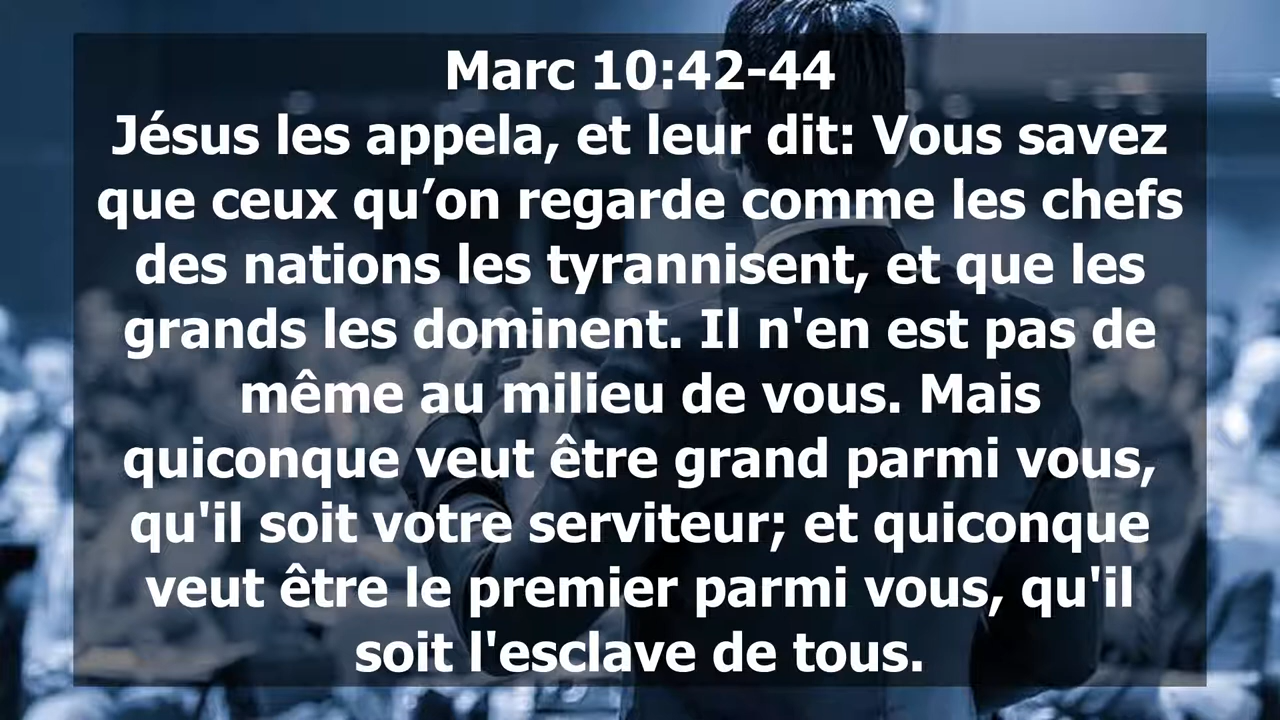 Marc 10:42-44
Jésus les appela, et leur dit: Vous savez
que ceux qu’on regarde comme les chefs
des nations les tyrannisent, et que les
grands les dominent. Il n'en est pas de
même au milieu de vous. Mais
quiconque veut être grand parmi vous,
qu'il soit votre serviteur; et quiconque
veut être le premier parmi vous, qu'il
soit l'esclave de tous.